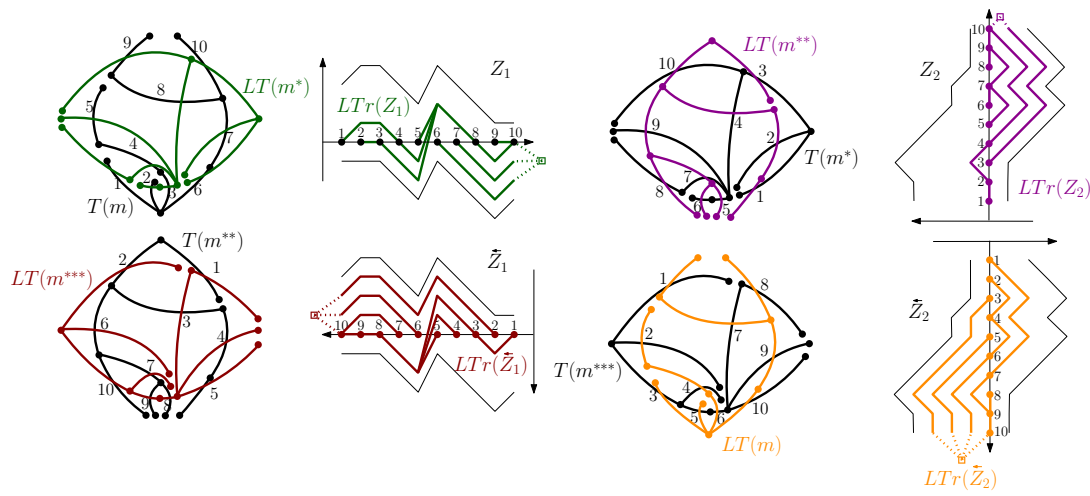 9 10
LT(m*)
8
5
7
4
1 2 3 6
T(m)
Z₁
LTr(Z₁)
1 2 3 4 5 6 7 8 9 10
LT(m**)
10 3
4
9 2
T(m*)
7
8 6 5 1
Z₂
10
9
8
7
6
5
4
3
2
1
LTr(Z₂)
T(m**)
LT(m***)
2 1
6 3 4
7
10 9 8 5
Z⃖₁
10 9 8 7 6 5 4 3 2 1
LTr(Z⃖₁)
8
7
2 9
T(m***)
4
3 5 6 10
LT(m)
Z⃖₂
1
2
3
4
5
6
7
8
9
10
LTr(Z⃖₂)